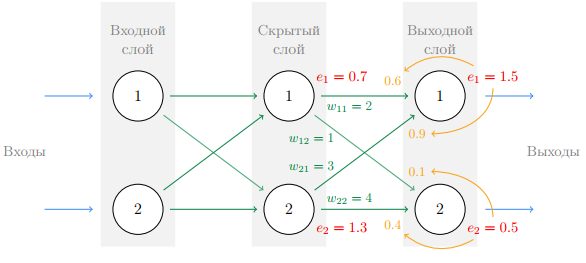 Входной
слой
Скрытый
слой
Выходной
слой
e₁ = 0.7
e₁ = 1.5
0.6
1
1
1
w₁₁ = 2
0.9
w₁₂ = 1
Входы
Выходы
w₂₁ = 3
0.1
w₂₂ = 4
2
2
2
0.4
e₂ = 1.3
e₂ = 0.5